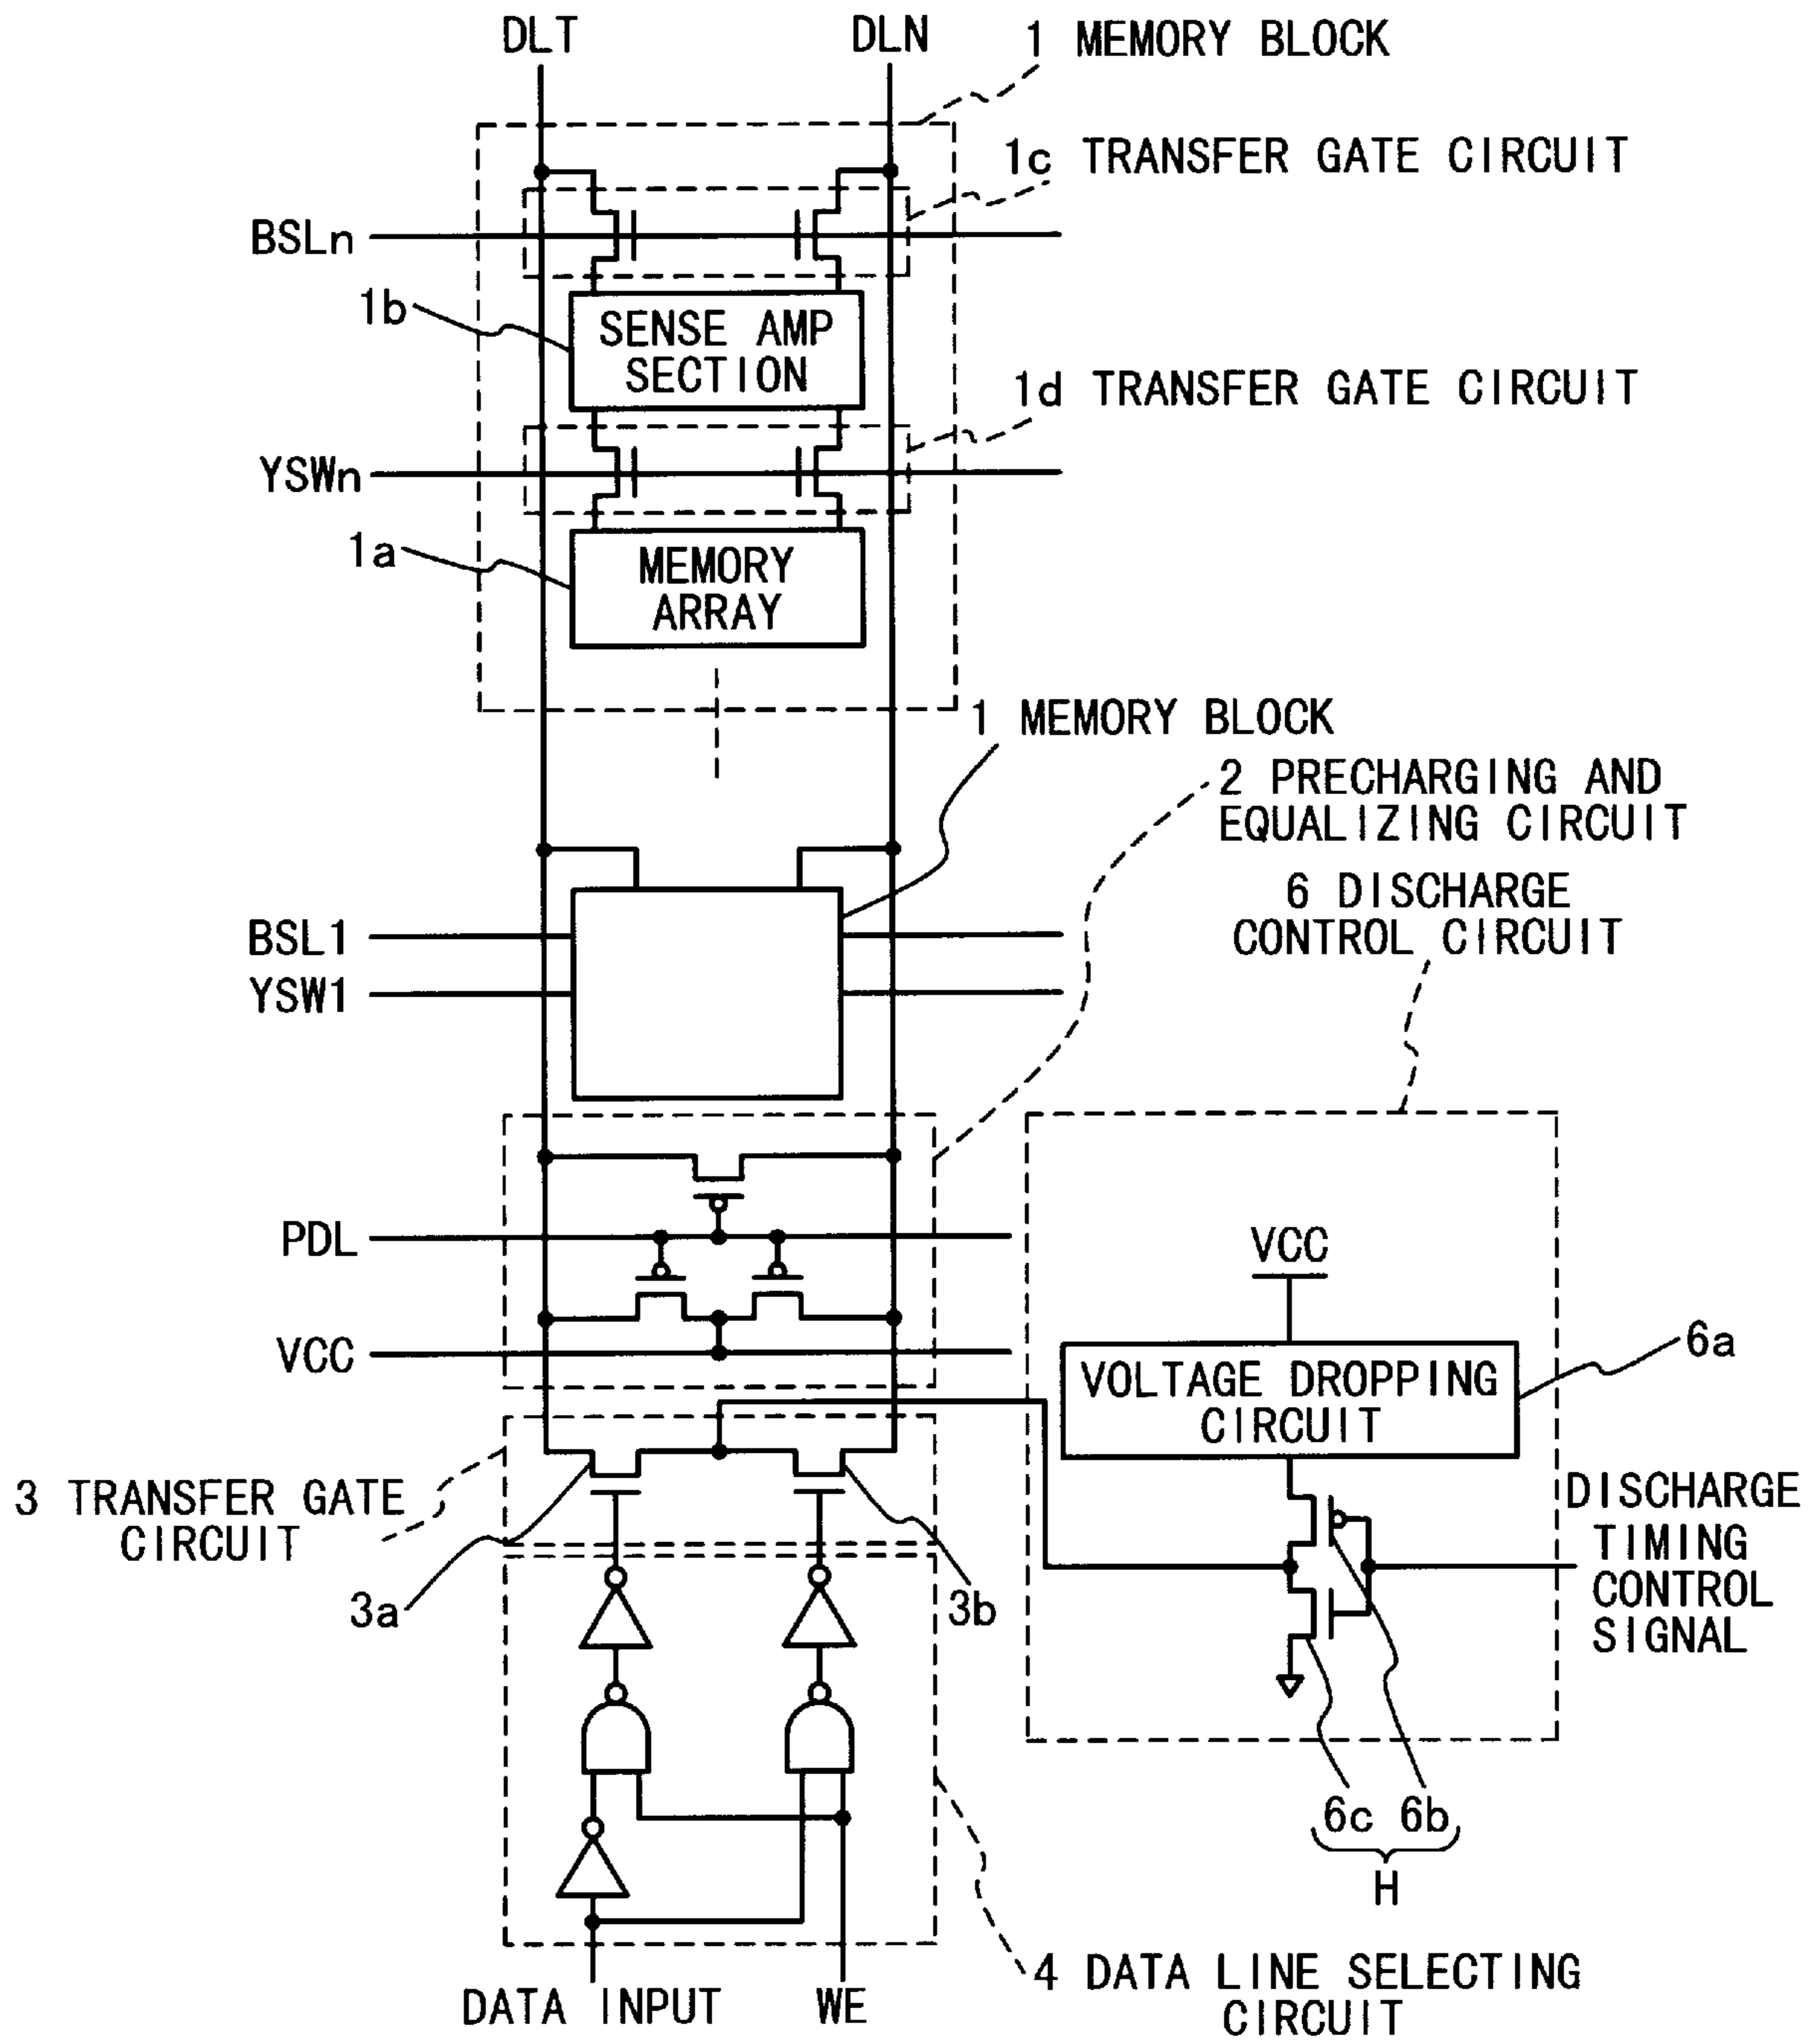 DLT
DLN
1 MEMORY BLOCK
1c TRANSFER GATE CIRCUIT
BSLn
1b
SENSE AMP
SECTION
1d TRANSFER GATE CIRCUIT
YSWn
1a
MEMORY
ARRAY
1 MEMORY BLOCK
2 PRECHARGING AND
EQUALIZING CIRCUIT
6 DISCHARGE
CONTROL CIRCUIT
BSL1
YSW1
PDL
VCC
VCC
6a
VOLTAGE DROPPING
CIRCUIT
3 TRANSFER GATE
CIRCUIT
DISCHARGE
TIMING
CONTROL
SIGNAL
3a
3b
6c 6b
H
4 DATA LINE SELECTING
CIRCUIT
DATA INPUT
WE